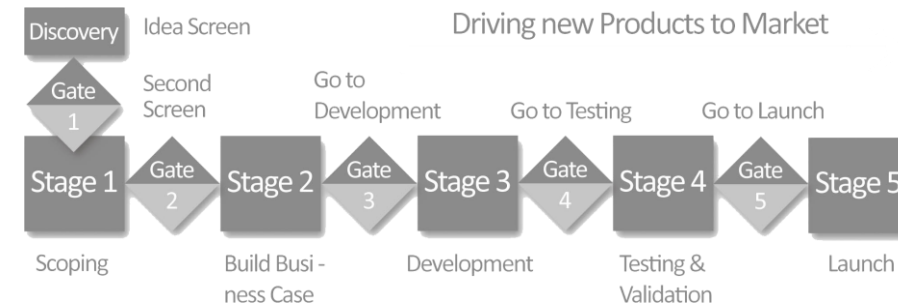 Driving new Products to Market
Discovery
Idea Screen
Gate
1
Second
Screen
Go to
Development
Go to Testing
Go to Launch
Stage 1
Gate
2
Stage 2
Gate
3
Stage 3
Gate
4
Stage 4
Gate
5
Stage 5
Scoping
Build Busi -
ness Case
Development
Testing &
Validation
Launch